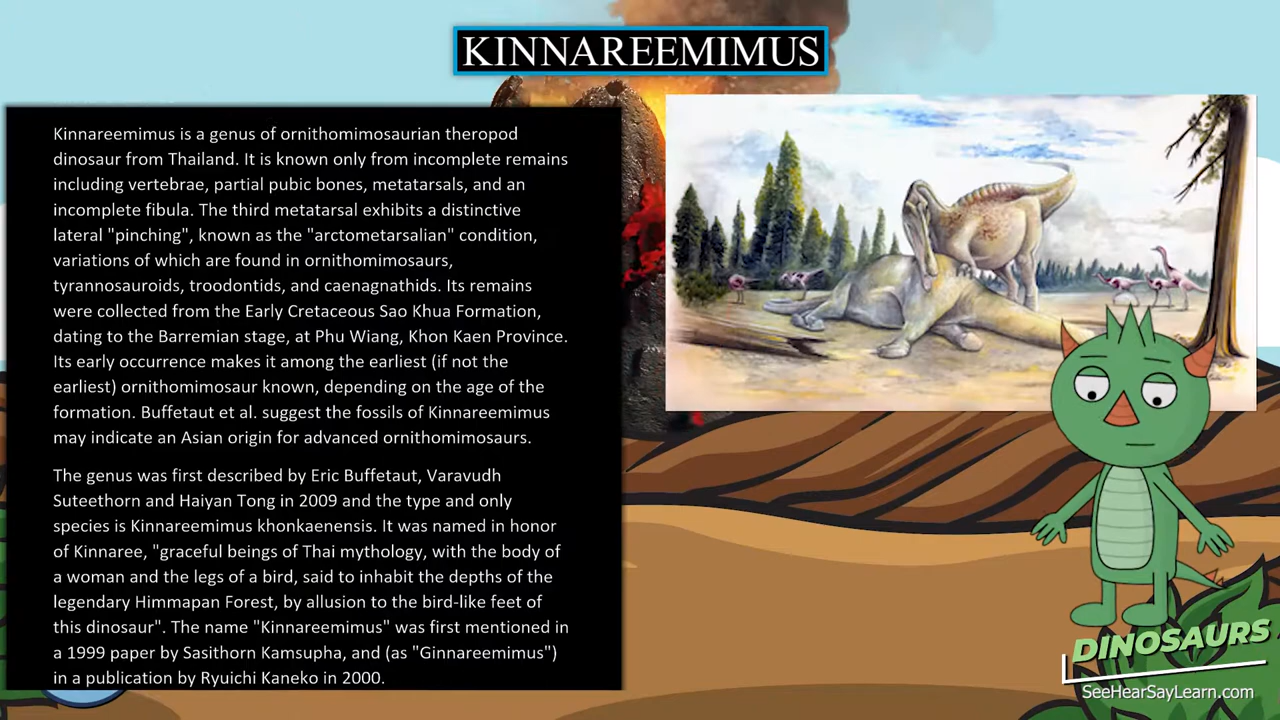 KINNAREEMIMUS
Kinnareemimus is a genus of ornithomimosaurian theropod
dinosaur from Thailand. It is known only from incomplete remains
including vertebrae, partial pubic bones, metatarsals, and an
incomplete fibula. The third metatarsal exhibits a distinctive
lateral "pinching", known as the "arctometarsalian" condition,
variations of which are found in ornithomimosaurs,
tyrannosauroids, troodontids, and caenagnathids. Its remains
were collected from the Early Cretaceous Sao Khua Formation,
dating to the Barremian stage, at Phu Wiang, Khon Kaen Province.
Its early occurrence makes it among the earliest (if not the
earliest) ornithomimosaur known, depending on the age of the
formation. Buffetaut et al. suggest the fossils of Kinnareemimus
may indicate an Asian origin for advanced ornithomimosaurs.
The genus was first described by Eric Buffetaut, Varavudh
Suteethorn and Haiyan Tong in 2009 and the type and only
species is Kinnareemimus khonkaenensis. It was named in honor
of Kinnaree, "graceful beings of Thai mythology, with the body of
a woman and the legs of a bird, said to inhabit the depths of the
legendary Himmapan Forest, by allusion to the bird-like feet of
this dinosaur". The name "Kinnareemimus" was first mentioned in
a 1999 paper by Sasithorn Kamsupha, and (as "Ginnareemimus")
in a publication by Ryuichi Kaneko in 2000.
DINOSAURS
SeeHearSayLearn.com